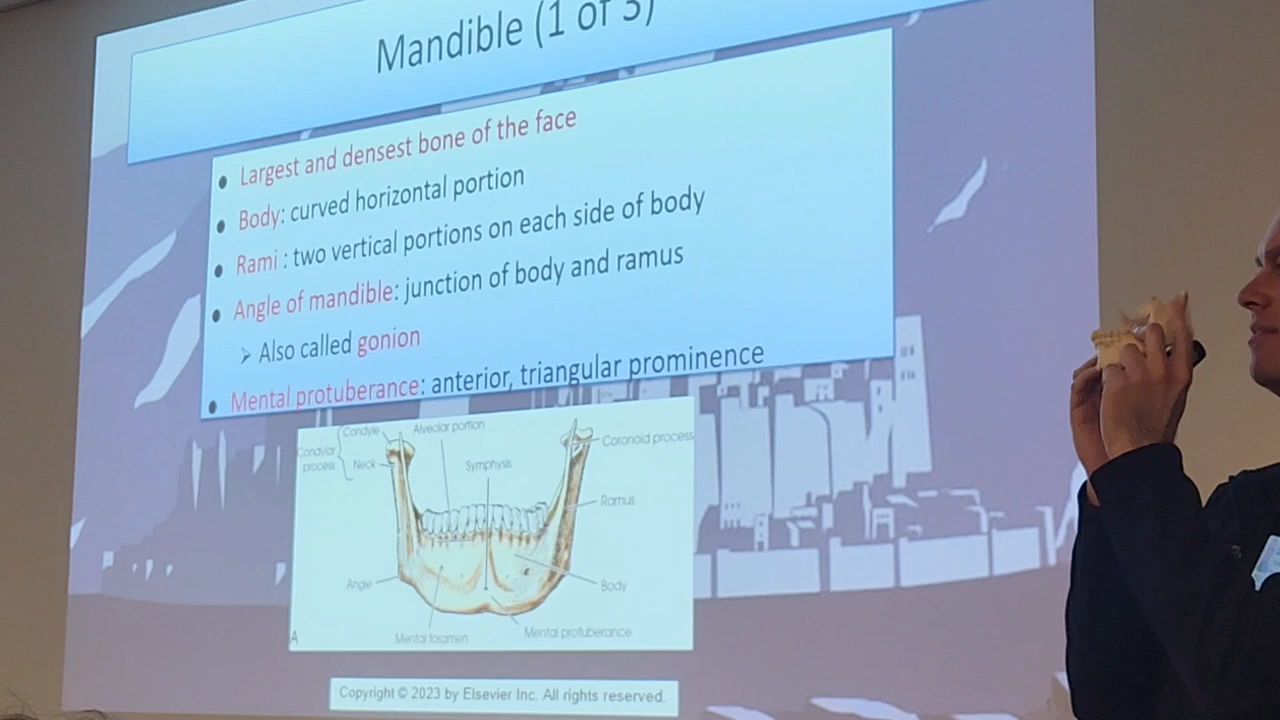 Mandible (1 of 3)
Largest and densest bone of the face
Body: curved horizontal portion
Rami : two vertical portions on each side of body
Angle of mandible: junction of body and ramus
Also called gonion
Mental protuberance: anterior, triangular prominence
Condylar process
Condyle
Neck
Alveolar portion
Symphysis
Coronoid process
Ramus
Angle
Body
Mental foramen
Mental protuberance
A
Copyright © 2023 by Elsevier Inc. All rights reserved.